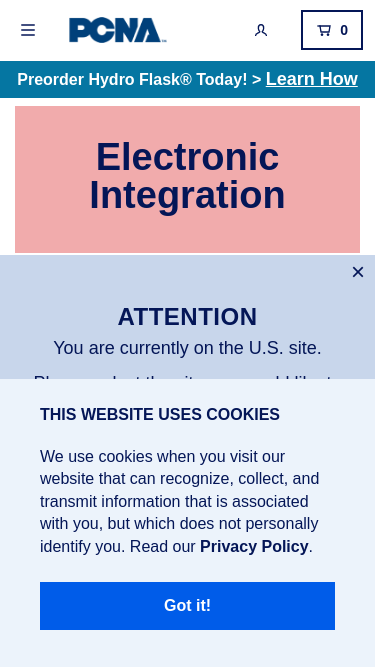 PCNA
0
Preorder Hydro Flask® Today! > Learn How
Electronic
Integration
ATTENTION
You are currently on the U.S. site.
THIS WEBSITE USES COOKIES
We use cookies when you visit our
website that can recognize, collect, and
transmit information that is associated
with you, but which does not personally
identify you. Read our Privacy Policy.
Got it!